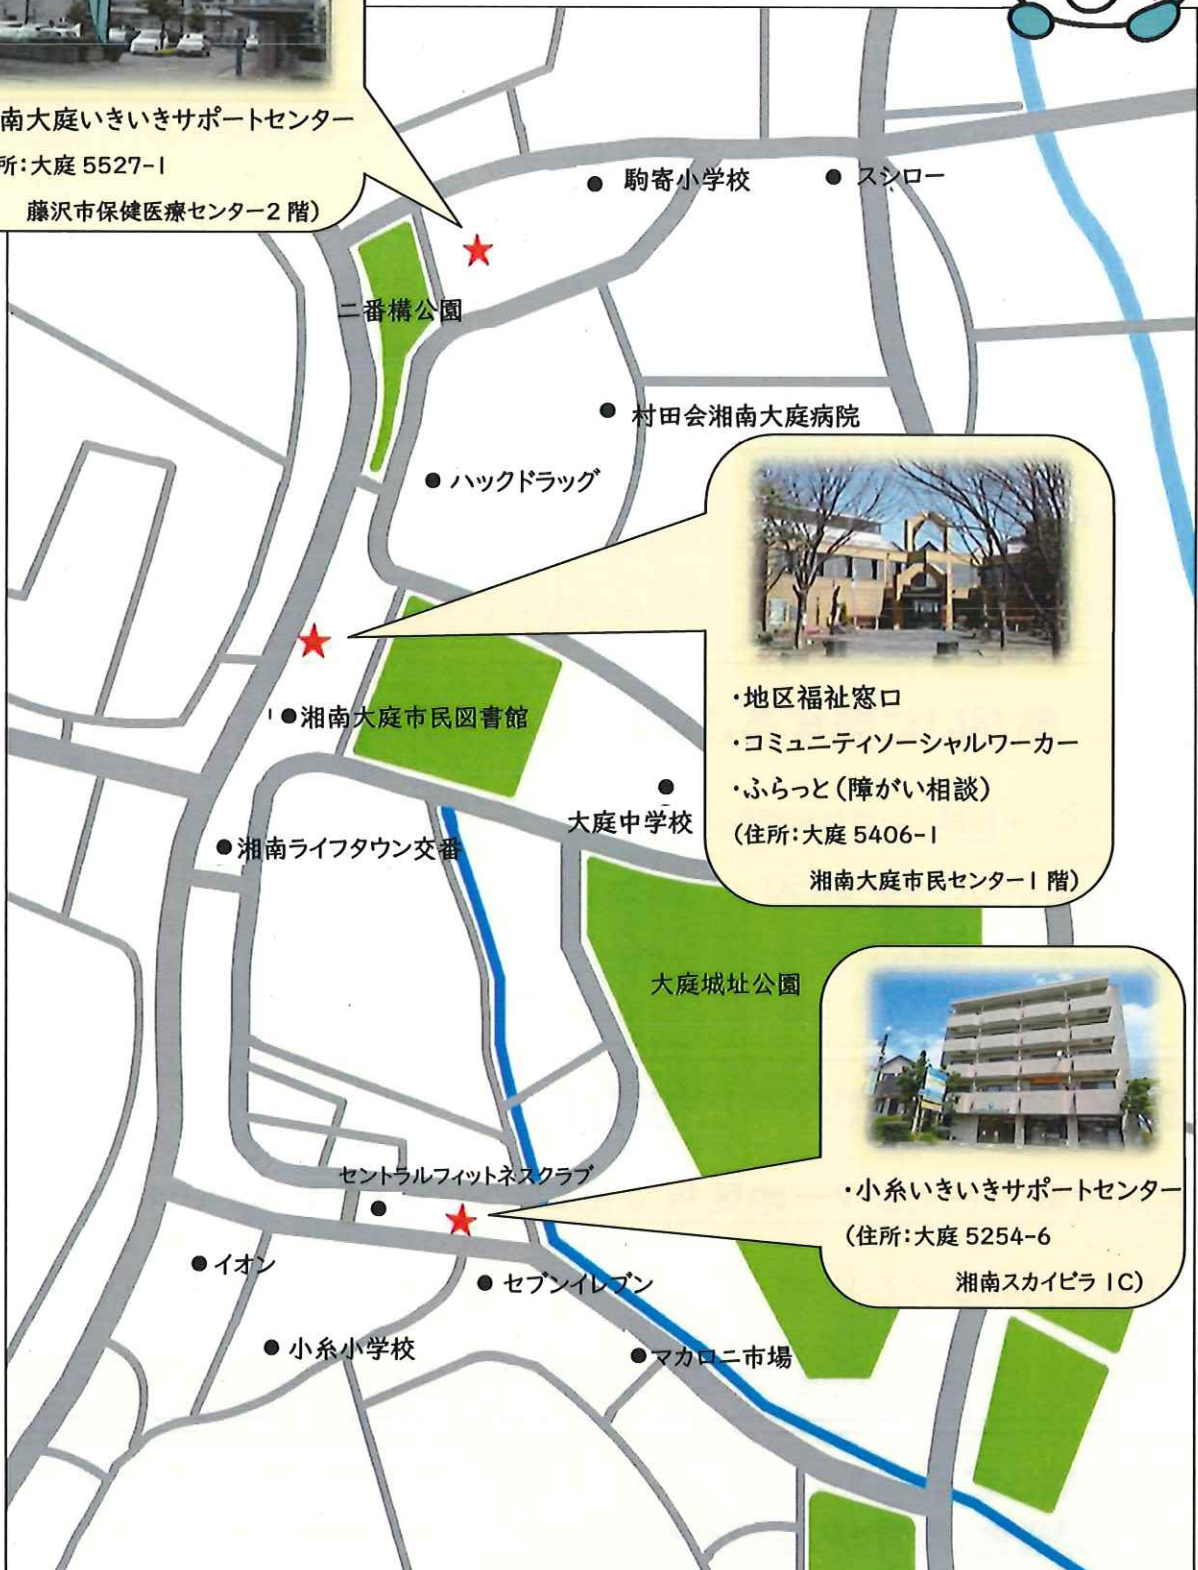 南大庭いきいきサポートセンター
所：大庭 5527-1
藤沢市保健医療センター2 階）
駒寄小学校
スシロー
二番構公園
村田会湘南大庭病院
ハックドラッグ
・地区福祉窓口
・コミュニティソーシャルワーカー
・ふらっと（障がい相談）
（住所：大庭 5406-1
湘南大庭市民センター1 階）
湘南大庭市民図書館
大庭中学校
湘南ライフタウン交番
大庭城址公園
セントラルフィットネスクラブ
・小糸いきいきサポートセンター
（住所：大庭 5254-6
湘南スカイビラ 1C）
イオン
セブンイレブン
小糸小学校
マカロニ市場